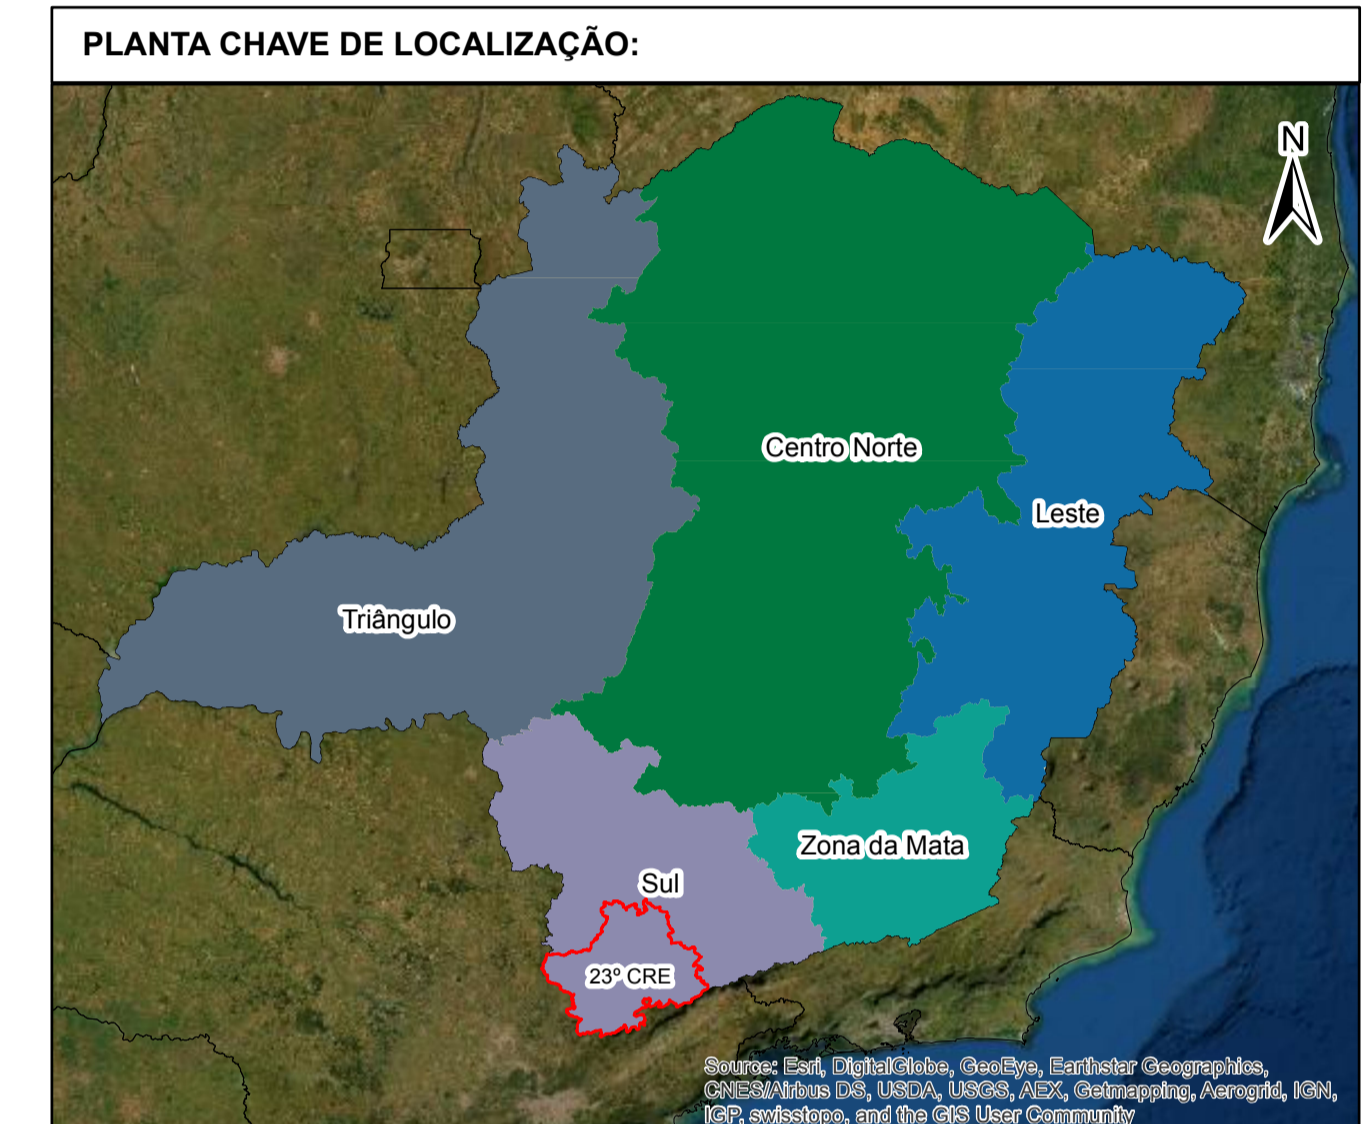 PLANTA CHAVE DE LOCALIZAÇÃO:
N
Centro Norte
Leste
Triângulo
Zona da Mata
Sul
23º CRE
Source: Esri, DigitalGlobe, GeoEye, Earthstar Geographics,
CNES/Airbus DS, USDA, USGS, AEX, Getmapping, Aerogrid, IGN,
IGP, swisstopo, and the GIS User Community